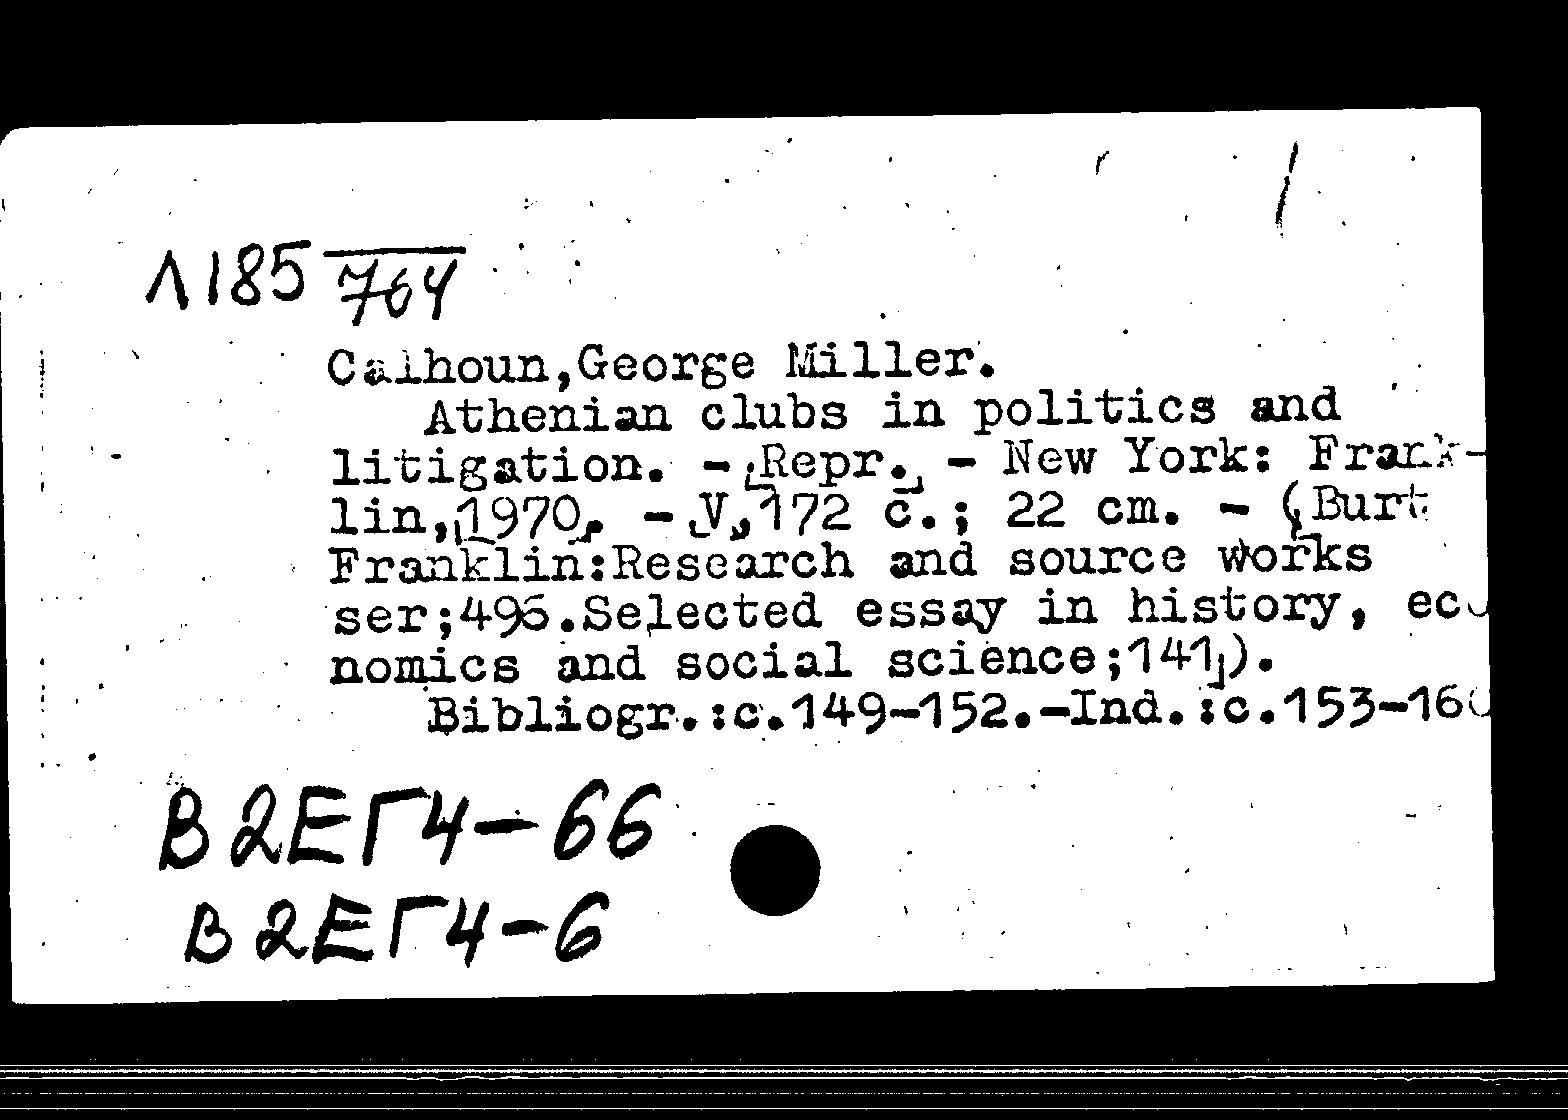 Л185 764
Calhoun,George Miller.
Athenian clubs in politics and
litigation. - [Repr.] - New York: Frank-
lin,[1970]. - [V],172 c.; 22 cm. - ([Burt
Franklin:Research and source works
ser;496.Selected essay in history, eco
nomics and social science;141]).
Bibliogr.:c.149-152.-Ind.:c.153-16
В2ЕГ4-66
В2ЕГ4-6